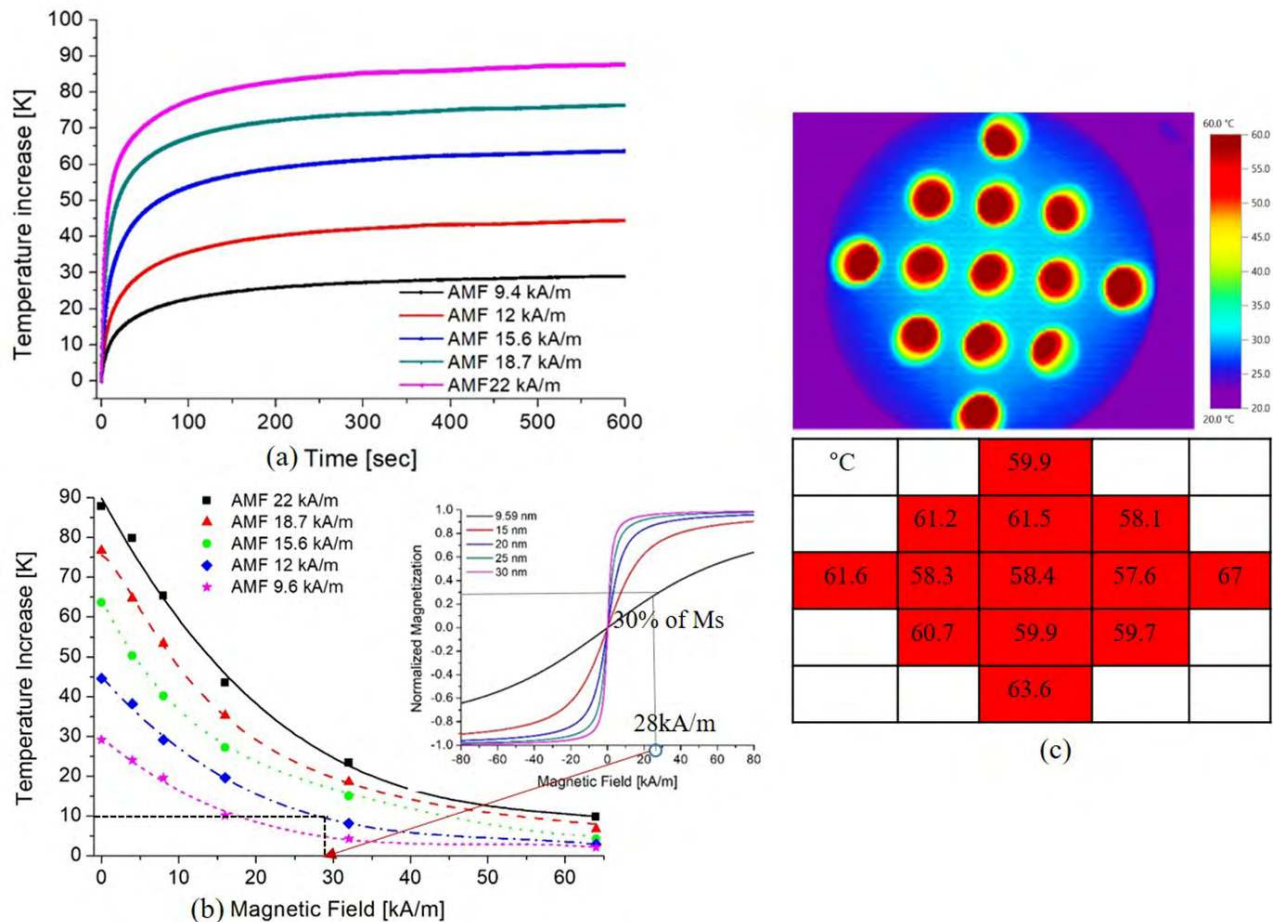 Temperature increase [K]
100
90
80
70
60
50
40
30
20
10
0
AMF 9.4 kA/m
AMF 12 kA/m
AMF 15.6 kA/m
AMF 18.7 kA/m
AMF22 kA/m
0 100 200 300 400 500 600
(a) Time [sec]
Temperature Increase [K]
90
80
70
60
50
40
30
20
10
0
AMF 22 kA/m
AMF 18.7 kA/m
AMF 15.6 kA/m
AMF 12 kA/m
AMF 9.6 kA/m
0 10 20 30 40 50 60
(b) Magnetic Field [kA/m]
Normalized Magnetization
1.0
0.8
0.6
0.4
0.2
0.0
-0.2
-0.4
-0.6
-0.8
-1.0
9.59 nm
15 nm
20 nm
25 nm
30 nm
30% of Ms
28kA/m
-80 -60 -40 -20 0 20 40 60 80
Magnetic Field [kA/m]
60.0 °C
60.0
55.0
50.0
45.0
40.0
35.0
30.0
25.0
20.0
20.0 °C
°C 59.9
61.2 61.5 58.1
61.6 58.3 58.4 57.6 67
60.7 59.9 59.7
63.6
(c)